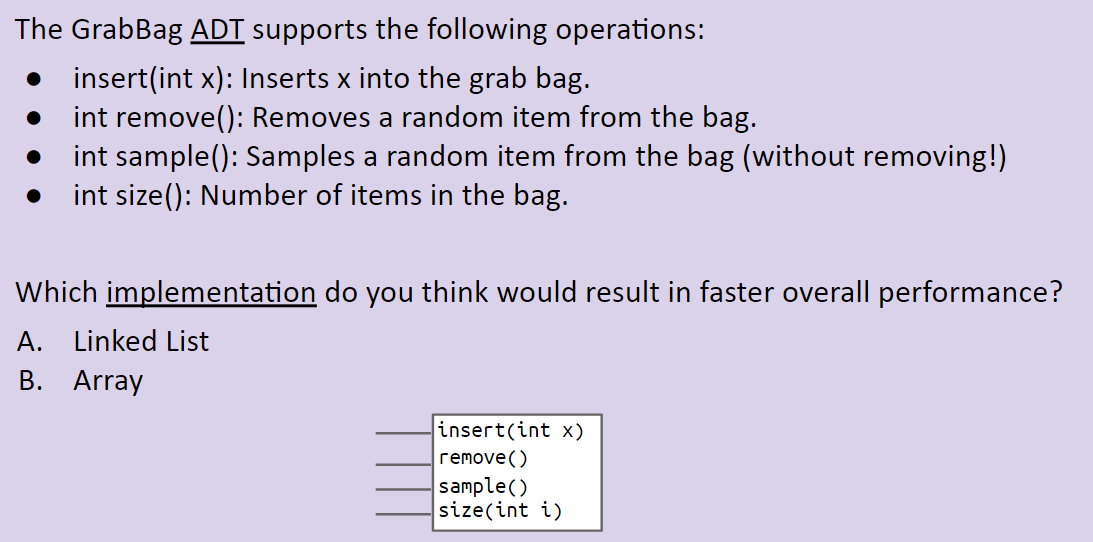 The GrabBag ADT supports the following operations:
● insert(int x): Inserts x into the grab bag.
● int remove(): Removes a random item from the bag.
● int sample(): Samples a random item from the bag (without removing!)
● int size(): Number of items in the bag.
Which implementation do you think would result in faster overall performance?
A. Linked List
B. Array
insert(int x)
remove()
sample()
size(int i)